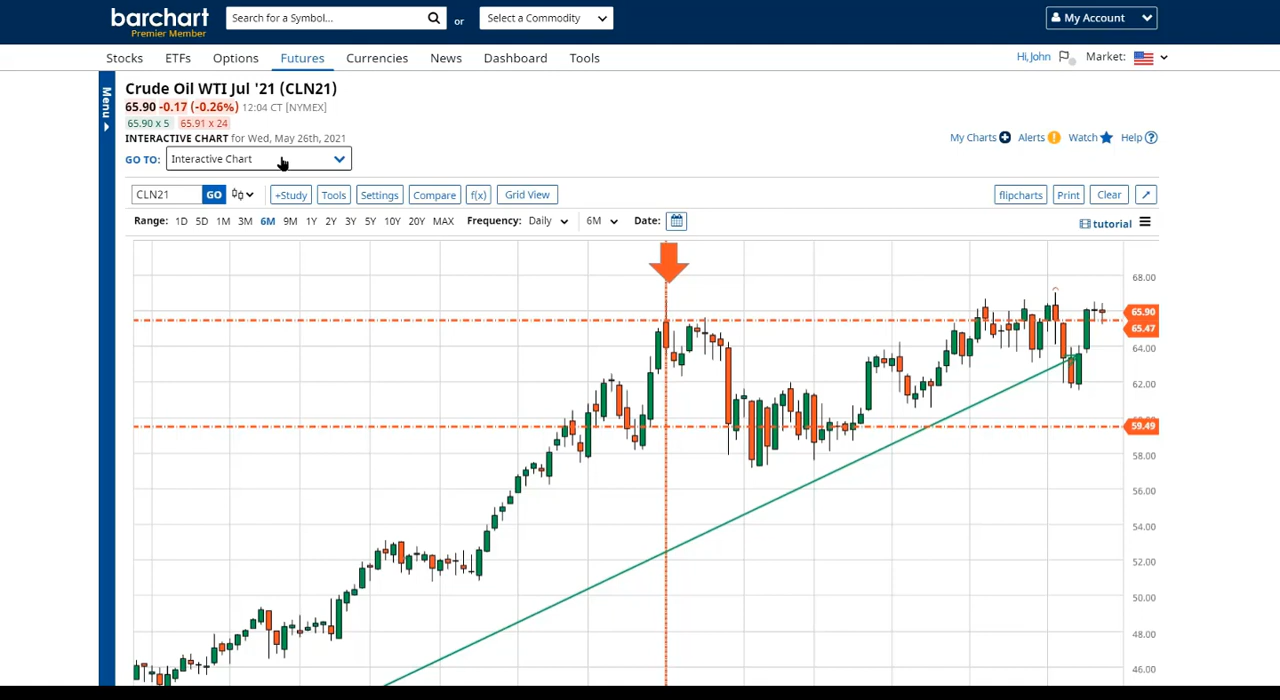 barchart
Premier Member
Search for a Symbol...
or
Select a Commodity
My Account
Stocks ETFs Options Futures Currencies News Dashboard Tools
Hi, John Market:
Menu
Crude Oil WTI Jul '21 (CLN21)
65.90 -0.17 (-0.26%) 12:04 CT [NYMEX]
65.90 x 5 65.91 x 24
INTERACTIVE CHART for Wed, May 26th, 2021
My Charts Alerts Watch Help
GO TO: Interactive Chart
CLN21 GO +Study Tools Settings Compare f(x) Grid View flipcharts Print Clear
Range: 1D 5D 1M 3M 6M 9M 1Y 2Y 3Y 5Y 10Y 20Y MAX Frequency: Daily 6M Date:
tutorial
68.00
65.90
65.47
64.00
62.00
59.49
58.00
56.00
54.00
52.00
50.00
48.00
46.00